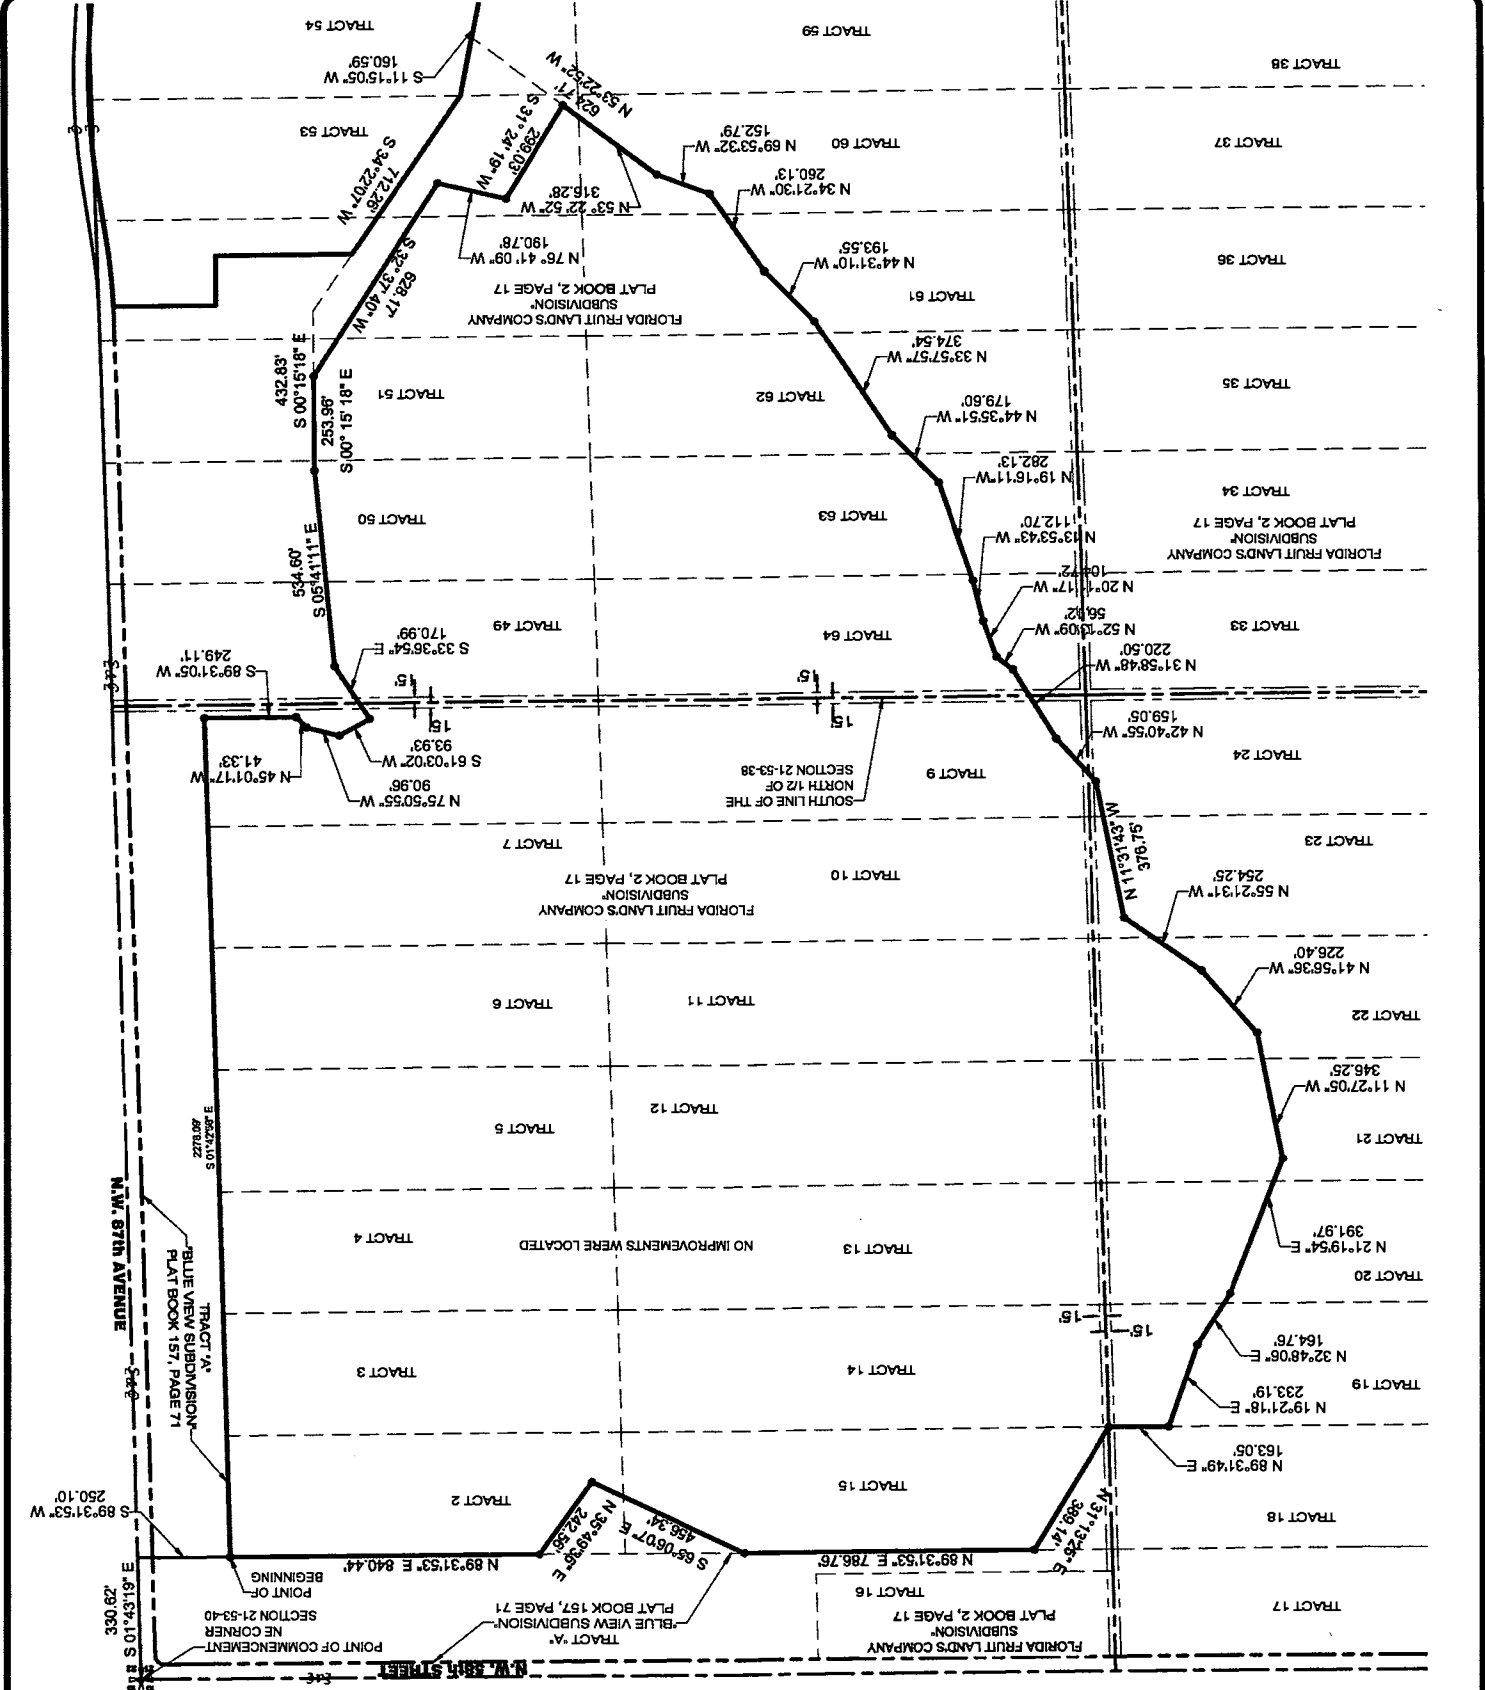 N.W. 58th STREET
POINT OF COMMENCEMENT
NE CORNER
SECTION 21-53-40
S 01°43'19" E
330.62'
FLORIDA FRUIT LAND'S COMPANY
SUBDIVISION"
PLAT BOOK 2, PAGE 17
TRACT "A"
"BLUE VIEW SUBDIVISION"
PLAT BOOK 157, PAGE 71
TRACT 17
TRACT 16
POINT OF
BEGINNING
N 89°31'53" E 786.76'
N 89°31'53" E 840.44'
S 89°31'53" W
250.10'
S 65°06'07" E
456.34'
N 35°49'36" E
242.56
N 31°13'25" E
389.14'
TRACT 18
TRACT 15
TRACT 2
N 89°31'49" E
163.05'
N 19°21'18" E
233.19'
TRACT 19
N 32°48'06" E
164.76'
TRACT 14
TRACT 3
TRACT "A"
"BLUE VIEW SUBDIVISION"
PLAT BOOK 157, PAGE 71
15'
15'
N.W. 87th AVENUE
TRACT 20
N 21°19'54" E
391.97'
TRACT 13
NO IMPROVEMENTS WERE LOCATED
TRACT 4
S 01°42'58" E
2278.09'
TRACT 21
N 11°27'05" W
346.25'
TRACT 12
TRACT 5
TRACT 22
N 41°56'36" W
226.40'
TRACT 11
TRACT 6
N 55°21'31" W
254.25'
N 11°31'43" W
376.75'
FLORIDA FRUIT LAND'S COMPANY
SUBDIVISION"
PLAT BOOK 2, PAGE 17
TRACT 23
TRACT 10
TRACT 7
SOUTH LINE OF THE
NORTH 1/2 OF
SECTION 21-53-38
TRACT 24
TRACT 9
N 42°40'55" W
159.05'
N 75°50'55" W
90.96'
S 61°03'02" W
93.93'
N 45°01'17" W
41.33'
15'
15'
15'
15'
S 89°31'05" W
249.11'
N 31°58'48" W
220.50'
N 52°13'09" W
N 20°11'17" W
104.72'
N 13°53'43" W
112.70'
TRACT 33
TRACT 64
TRACT 49
S 33°36'54" E
170.99'
S 05°41'11" E
534.60'
FLORIDA FRUIT LAND'S COMPANY
SUBDIVISION"
PLAT BOOK 2, PAGE 17
TRACT 34
N 19°16'11" W
282.13'
TRACT 63
TRACT 50
N 44°35'51" W
179.60'
TRACT 35
TRACT 62
TRACT 51
S 00° 15' 18" E
253.96'
S 00°15'18" E
432.83'
N 33°57'57" W
374.54'
TRACT 61
FLORIDA FRUIT LAND'S COMPANY
SUBDIVISION"
PLAT BOOK 2, PAGE 17
S 32° 37' 40" W
628.17'
TRACT 36
N 44°31'10" W
193.55'
N 76° 41' 09" W
190.78'
N 34°21'30" W
260.13'
N 53° 22' 52" W
316.28'
S 31° 24' 19" W
299.03'
S 34°22'07" W
712.26'
TRACT 37
TRACT 60
TRACT 53
N 69°53'32" W
152.79'
N 53°22'52" W
624.71'
S 11°15'05" W
160.59'
TRACT 38
TRACT 59
TRACT 54